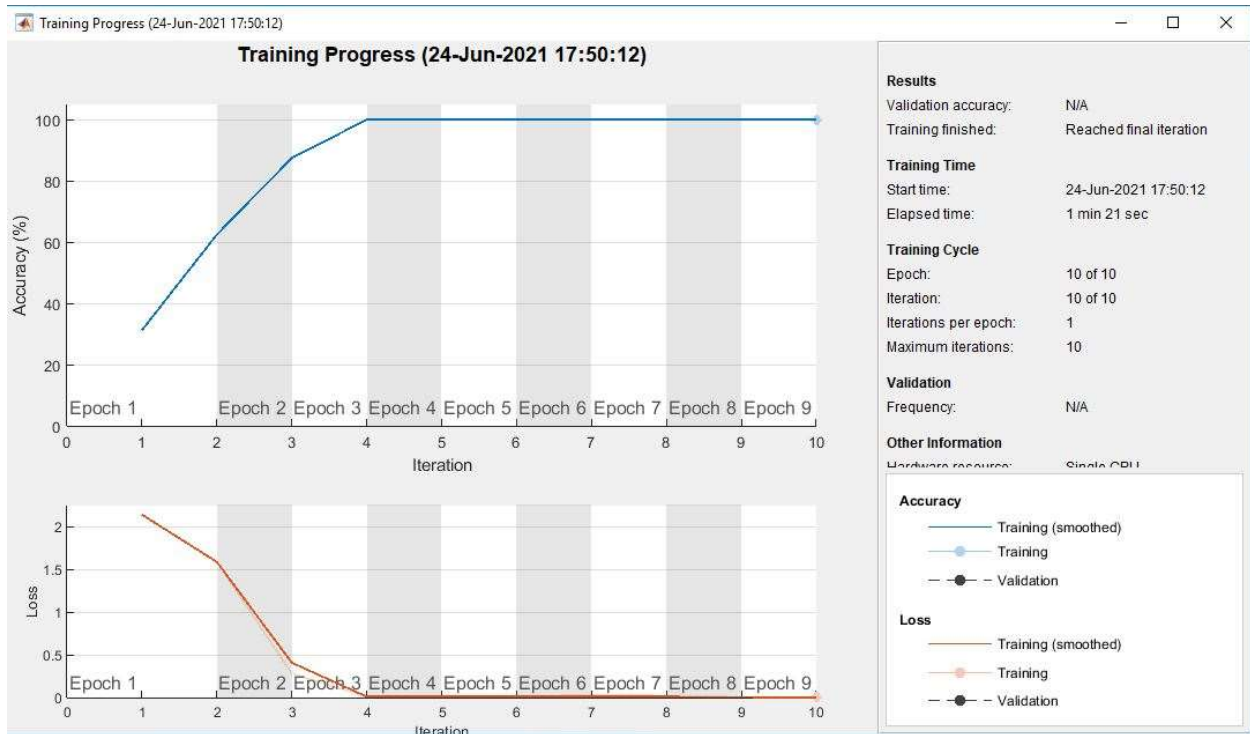 Training Progress (24-Jun-2021 17:50:12)
Training Progress (24-Jun-2021 17:50:12)
100
80
60
40
20
0
Accuracy (%)
Epoch 1 Epoch 2 Epoch 3 Epoch 4 Epoch 5 Epoch 6 Epoch 7 Epoch 8 Epoch 9
0 1 2 3 4 5 6 7 8 9 10
Iteration
2
1.5
1
0.5
0
Loss
Epoch 1 Epoch 2 Epoch 3 Epoch 4 Epoch 5 Epoch 6 Epoch 7 Epoch 8 Epoch 9
0 1 2 3 4 5 6 7 8 9 10
Iteration
Results
Validation accuracy: N/A
Training finished: Reached final iteration
Training Time
Start time: 24-Jun-2021 17:50:12
Elapsed time: 1 min 21 sec
Training Cycle
Epoch: 10 of 10
Iteration: 10 of 10
Iterations per epoch: 1
Maximum iterations: 10
Validation
Frequency: N/A
Other Information
Hardware resource: Single CPU
Accuracy
Training (smoothed)
Training
Validation
Loss
Training (smoothed)
Training
Validation